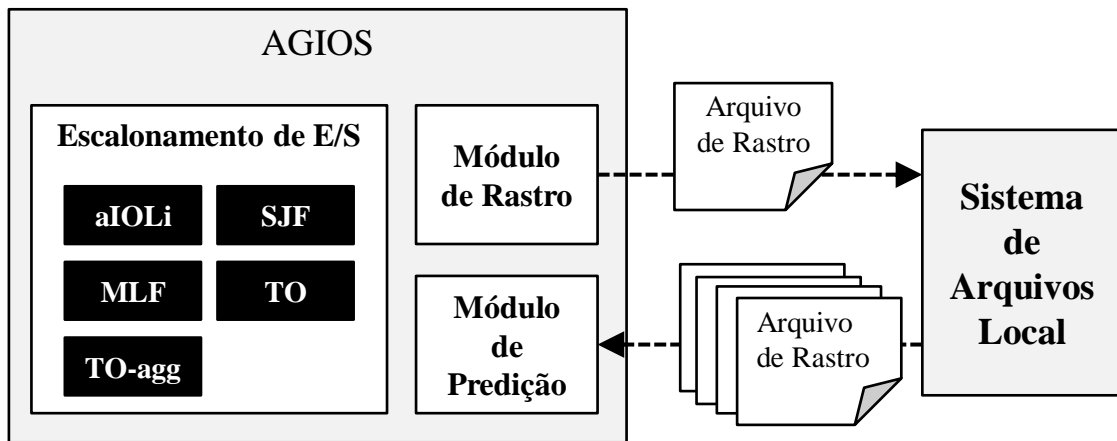 AGIOS
Escalonamento de E/S
aIOLi
SJF
MLF
TO
TO-agg
Módulo
de Rastro
Módulo
de
Predição
Arquivo
de Rastro
Arquivo
de Rastro
Sistema
de
Arquivos
Local